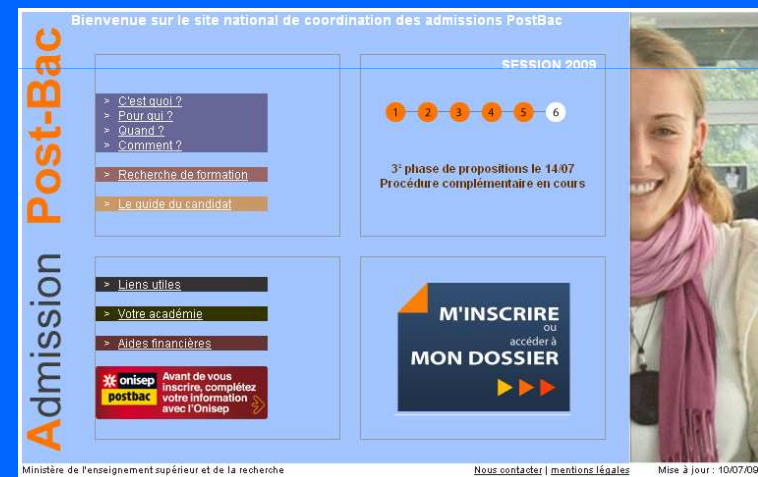 Bienvenue sur le site national de coordination des admissions PostBac
Admission Post-Bac
> C'est quoi ?
> Pour qui ?
> Quand ?
> Comment ?
> Recherche de formation
> Le guide du candidat
SESSION 2009
1 2 3 4 5 6
3e phase de propositions le 14/07
Procédure complémentaire en cours
> Liens utiles
> Votre académie
> Aides financières
onisep
postbac
Avant de vous
inscrire, complétez
votre information
avec l'Onisep
M'INSCRIRE
ou
accéder à
MON DOSSIER
Ministère de l'enseignement supérieur et de la recherche
Nous contacter | mentions légales
Mise à jour : 10/07/09